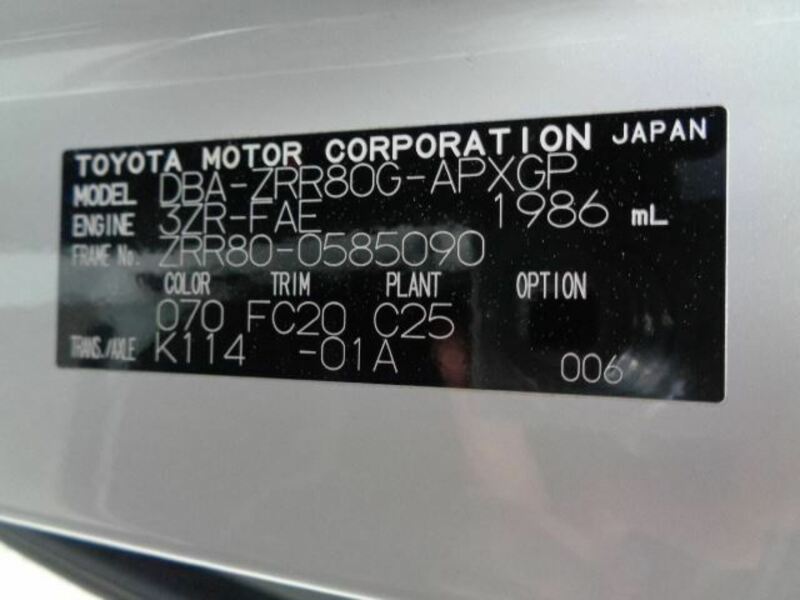 TOYOTA MOTOR CORPORATION JAPAN
MODEL DBA-ZRR80G-APXGP
ENGINE 3ZR-FAE 1986 mL
FRAME No. ZRR80-0585090
COLOR TRIM PLANT OPTION
070 FC20 C25
TRANS./AXLE K114 -01A 006